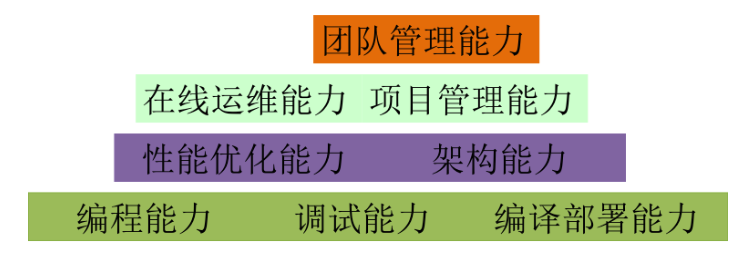 团队管理能力
在线运维能力 项目管理能力
性能优化能力 架构能力
编程能力 调试能力 编译部署能力